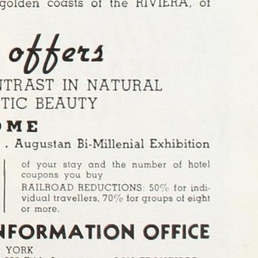 golden coasts of the RIVIERA, of
offers
NTRAST IN NATURAL
TIC BEAUTY
OME
. Augustan Bi-Millenial Exhibition
of your stay and the number of hotel
coupons you buy
RAILROAD REDUCTIONS: 50% for indi-
vidual travellers, 70% for groups of eight
or more.
NFORMATION OFFICE
YORK